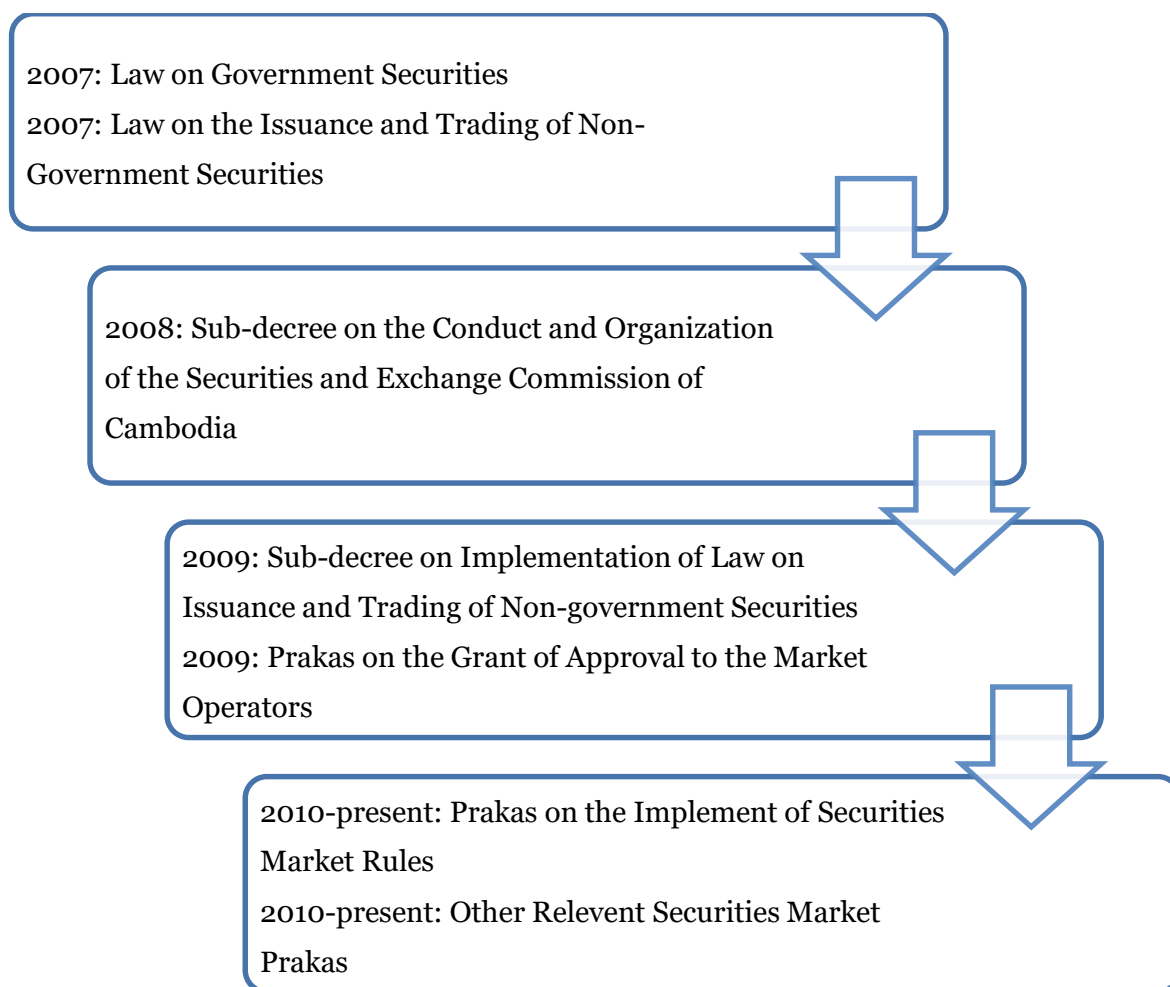 2007: Law on Government Securities
2007: Law on the Issuance and Trading of Non-
Government Securities
2008: Sub-decree on the Conduct and Organization
of the Securities and Exchange Commission of
Cambodia
2009: Sub-decree on Implementation of Law on
Issuance and Trading of Non-government Securities
2009: Prakas on the Grant of Approval to the Market
Operators
2010-present: Prakas on the Implement of Securities
Market Rules
2010-present: Other Relevent Securities Market
Prakas